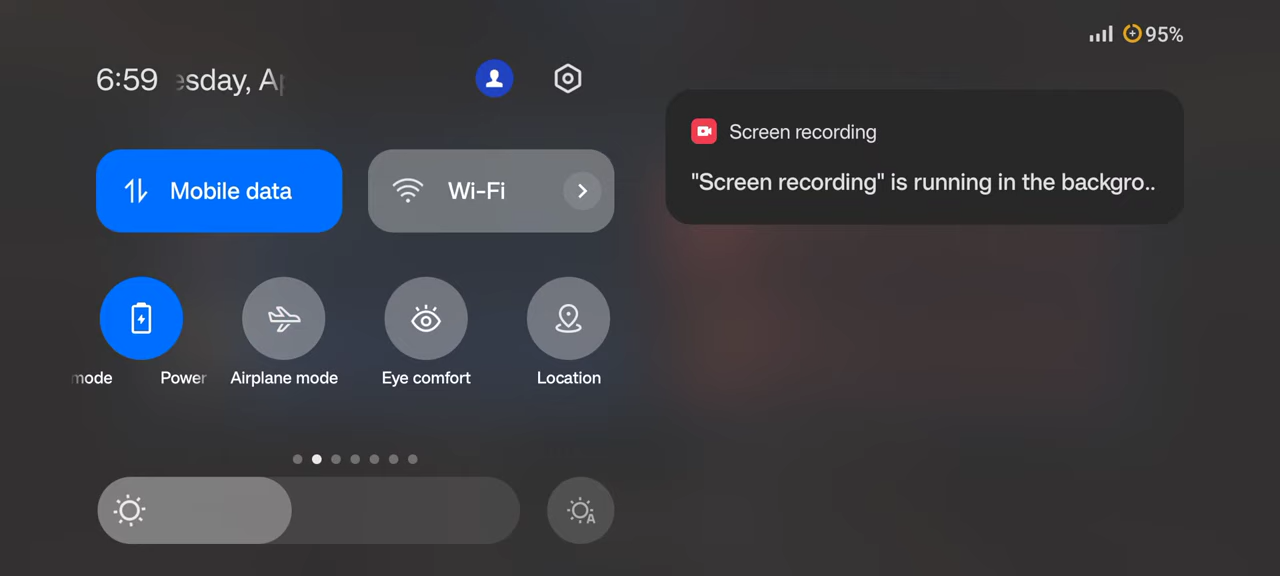 95%
6:59 esday, Ap
Screen recording
"Screen recording" is running in the backgro..
Mobile data
Wi-Fi
mode Power
Airplane mode
Eye comfort
Location
A